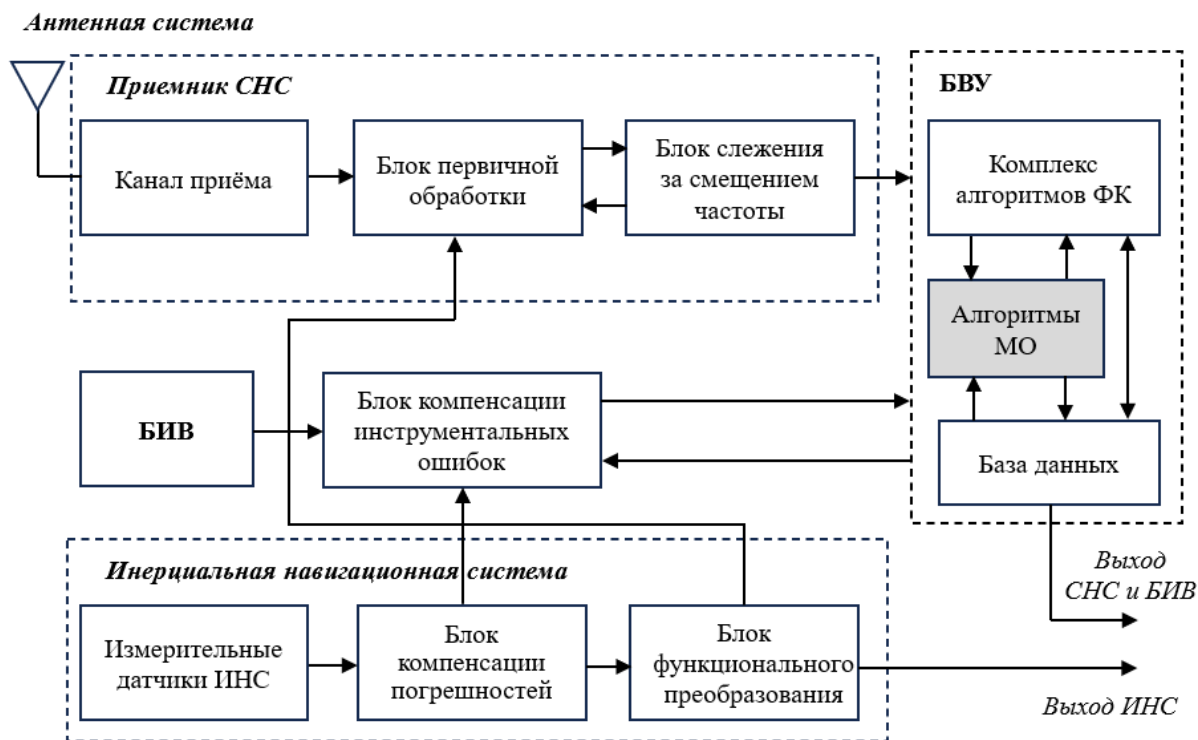 Антенная система
Приемник СНС
БВУ
Канал приёма
Блок первичной
обработки
Блок слежения
за смещением
частоты
Комплекс
алгоритмов ФК
Алгоритмы
МО
База данных
БИВ
Блок компенсации
инструментальных
ошибок
Инерциальная навигационная система
Измерительные
датчики ИНС
Блок
компенсации
погрешностей
Блок
функционального
преобразования
Выход
СНС и БИВ
Выход ИНС